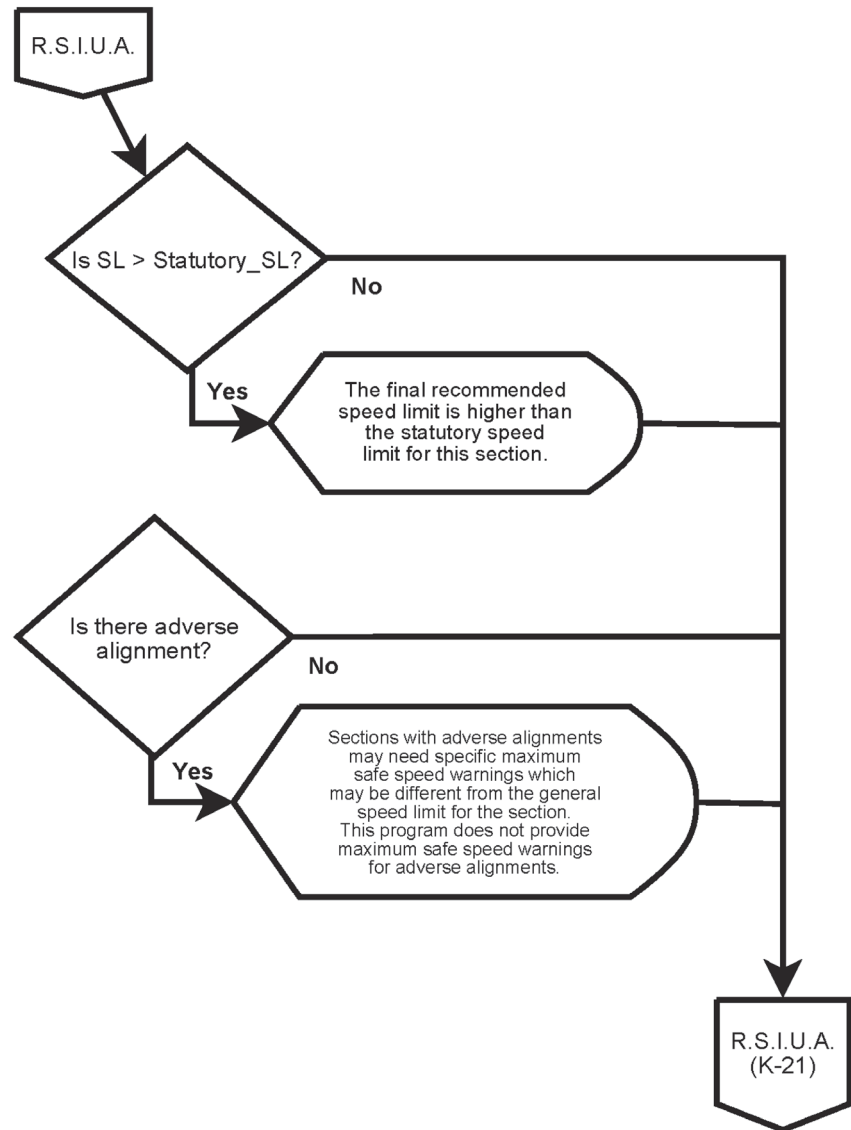 R.S.I.U.A.
Is SL > Statutory_SL?
No
Yes
The final recommended
speed limit is higher than
the statutory speed
limit for this section.
Is there adverse
alignment?
No
Yes
Sections with adverse alignments
may need specific maximum
safe speed warnings which
may be different from the general
speed limit for the section.
This program does not provide
maximum safe speed warnings
for adverse alignments.
R.S.I.U.A.
(K-21)